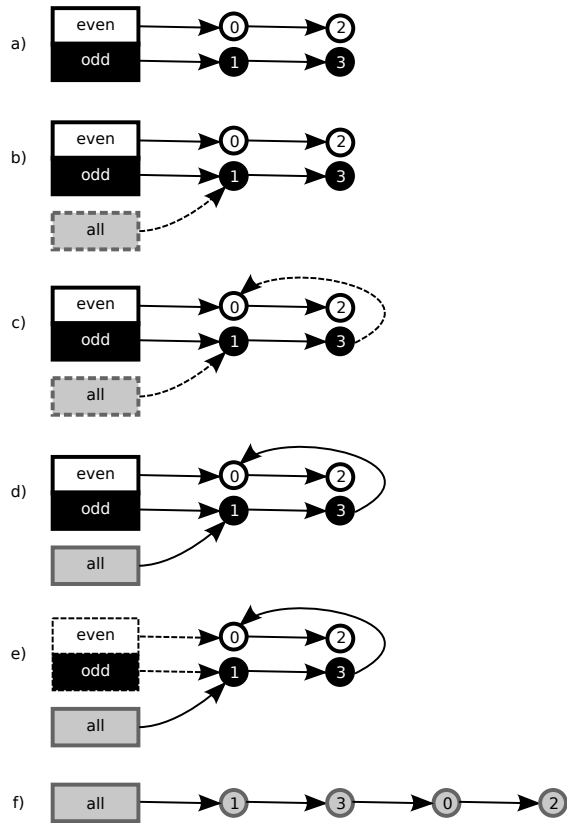 a)
even 0 2
odd 1 3
b)
even 0 2
odd 1 3
all
c)
even 0 2
odd 1 3
all
d)
even 0 2
odd 1 3
all
e)
even 0 2
odd 1 3
all
f) all 1 3 0 2